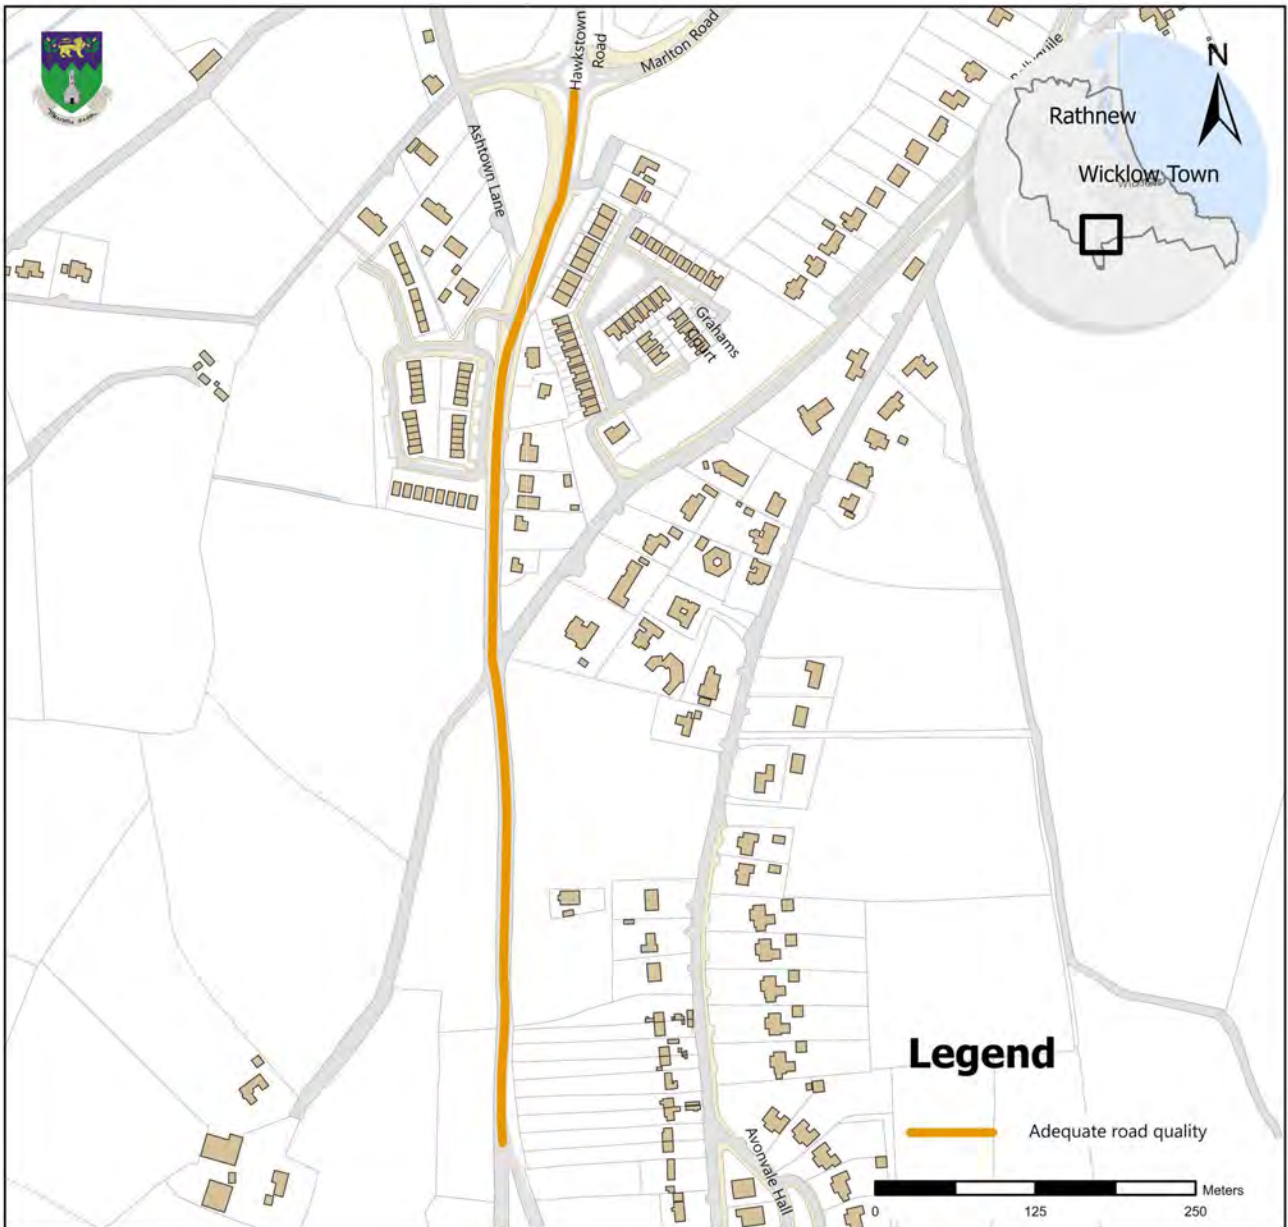 Hawkstown
Road
Marlton Road
N
Rathnew
Ashtown Lane
Wicklow Town
Wicklow
Grahams
Court
Legend
Adequate road quality
Avonvale Hall
Meters
0
125
250